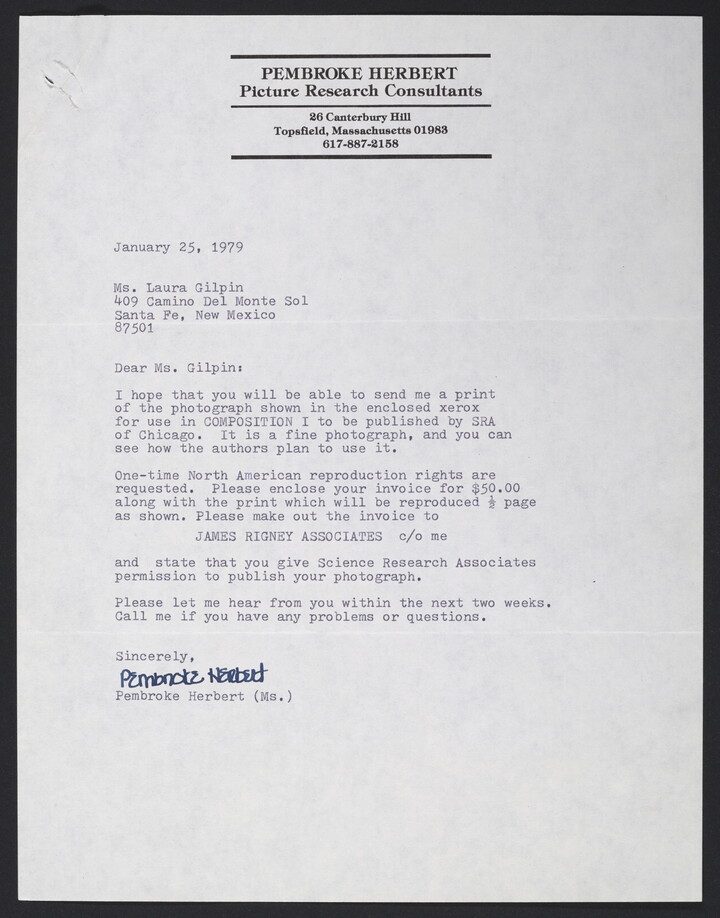 PEMBROKE HERBERT
Picture Research Consultants
26 Canterbury Hill
Topsfield, Massachusetts 01983
617-887-2158
January 25, 1979
Ms. Laura Gilpin
409 Camino Del Monte Sol
Santa Fe, New Mexico
87501
Dear Ms. Gilpin:
I hope that you will be able to send me a print
of the photograph shown in the enclosed xerox
for use in COMPOSITION I to be published by SRA
of Chicago.  It is a fine photograph, and you can
see how the authors plan to use it.
One-time North American reproduction rights are
requested.  Please enclose your invoice for $50.00
along with the print which will be reproduced ½ page
as shown. Please make out the invoice to
JAMES RIGNEY ASSOCIATES  c/o me
and  state that you give Science Research Associates
permission to publish your photograph.
Please let me hear from you within the next two weeks.
Call me if you have any problems or questions.
Sincerely,
Pembroke Herbert
Pembroke Herbert (Ms.)